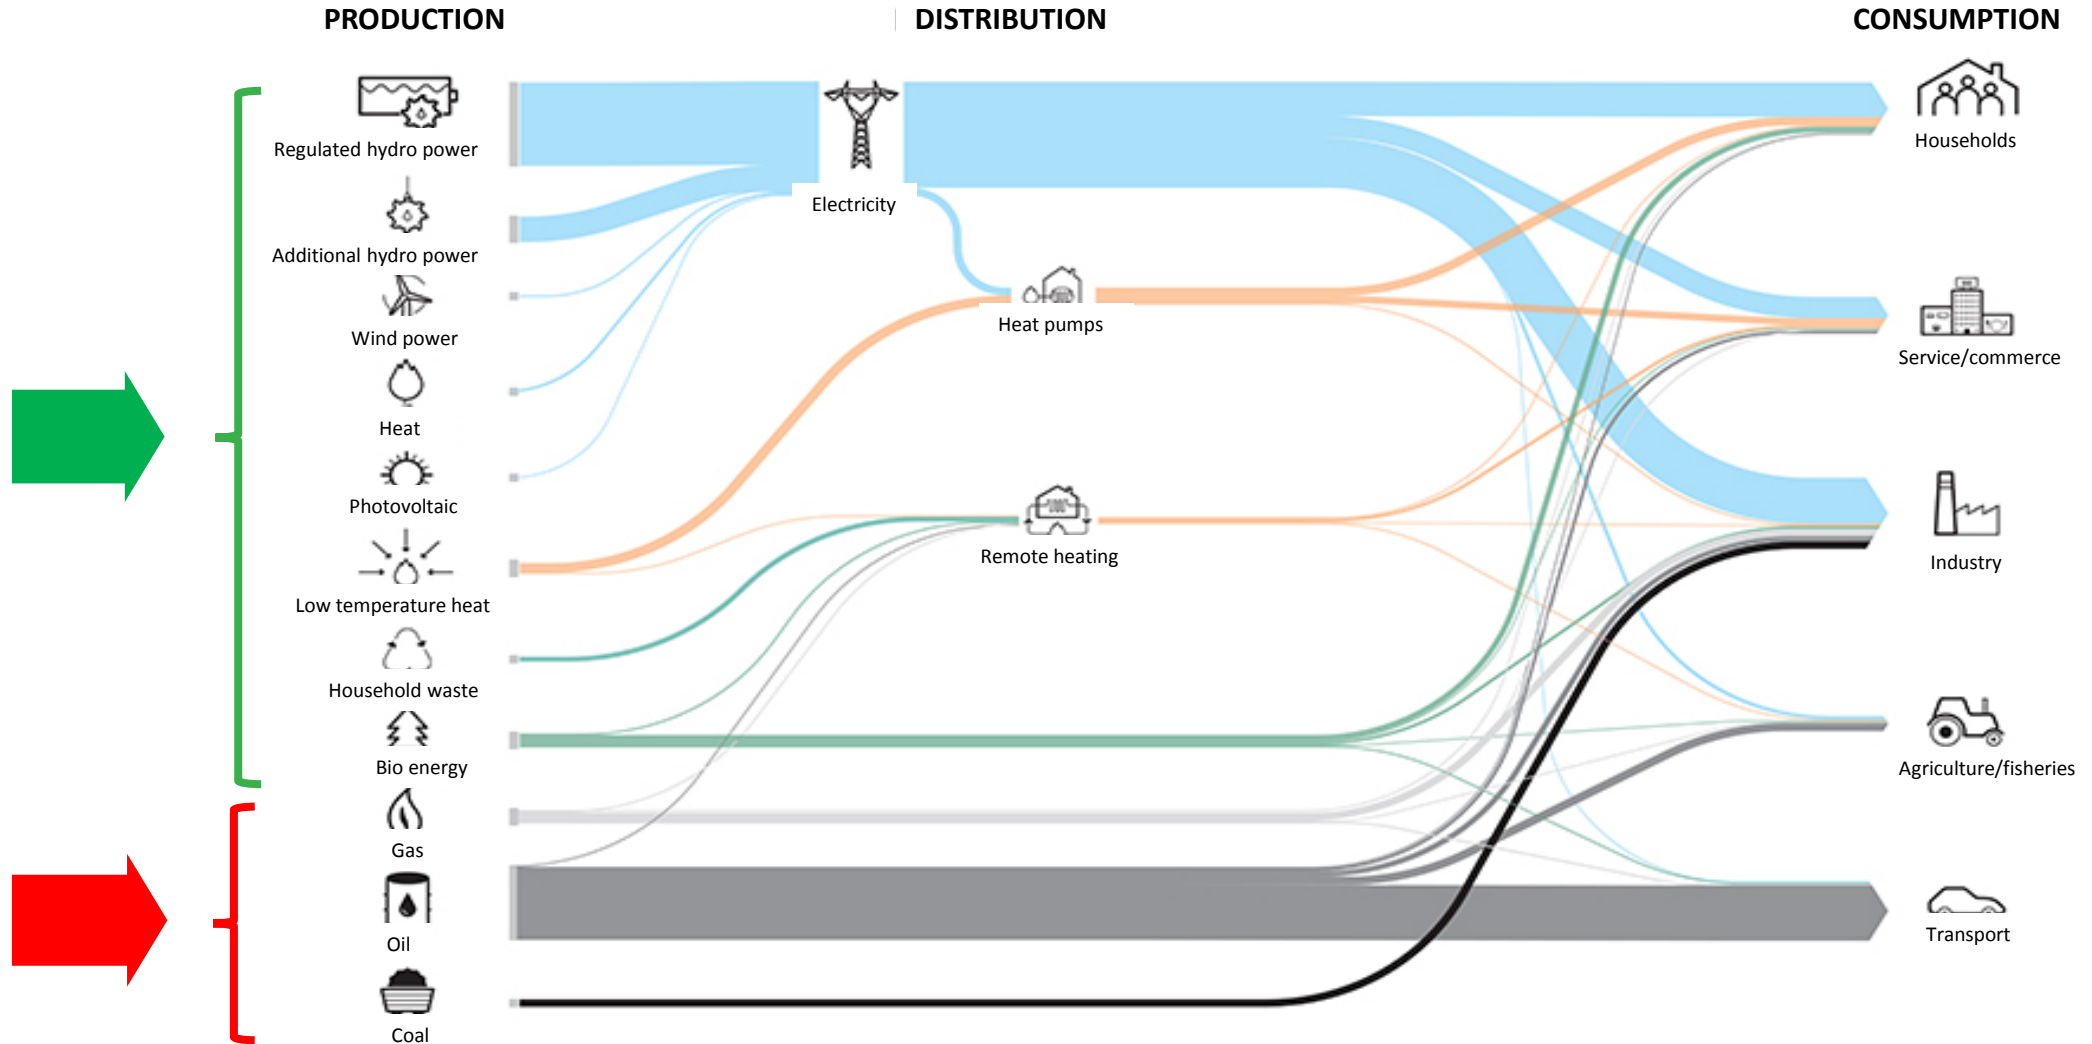 PRODUCTION
DISTRIBUTION
CONSUMPTION
Regulated hydro power
Additional hydro power
Wind power
Heat
Photovoltaic
Low temperature heat
Household waste
Bio energy
Gas
Oil
Coal
Electricity
Heat pumps
Remote heating
Households
Service/commerce
Industry
Agriculture/fisheries
Transport